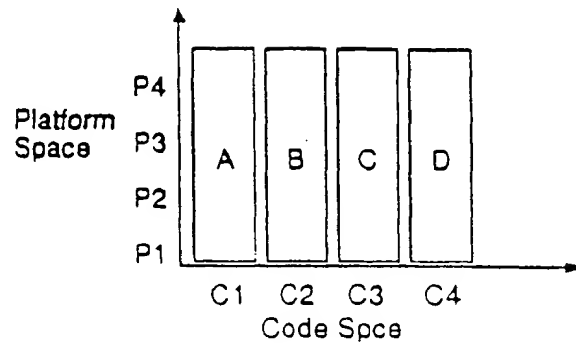 P4
Platform
Space
P3
A B C D
P2
P1
C1 C2 C3 C4
Code Spce